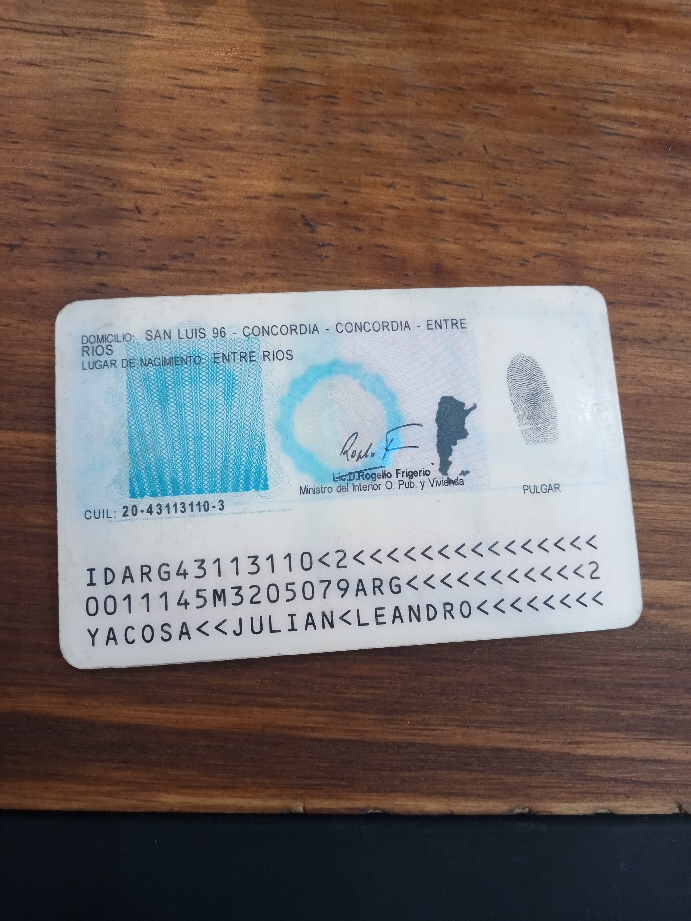 DOMICILIO: SAN LUIS 96 - CONCORDIA - CONCORDIA - ENTRE
RIOS
LUGAR DE NACIMIENTO: ENTRE RIOS
Lic.D.Rogelio Frigerio
Ministro del Interior O. Pub. y Vivienda
PULGAR
CUIL: 20-43113110-3
IDARG43113110<2<<<<<<<<<<<<<<<
0011145M3205079ARG<<<<<<<<<<<2
YACOSA<<JULIAN<LEANDRO<<<<<<<<